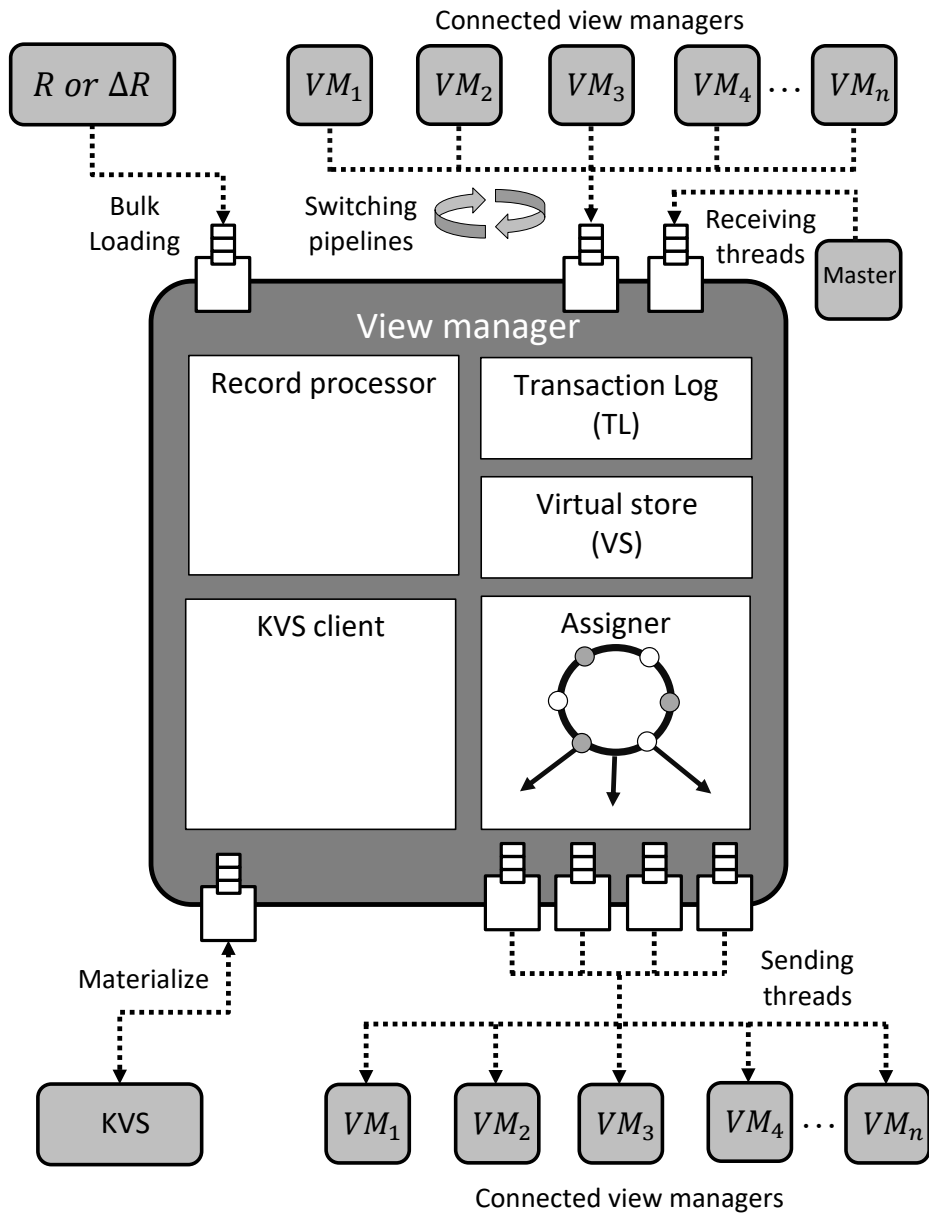 Connected view managers
R or ΔR
VM₁ VM₂ VM₃ VM₄ ··· VMₙ
Bulk
Loading
Switching
pipelines
Receiving
threads
Master
View manager
Record processor
Transaction Log
(TL)
Virtual store
(VS)
KVS client
Assigner
Materialize
Sending
threads
KVS
VM₁ VM₂ VM₃ VM₄ ··· VMₙ
Connected view managers